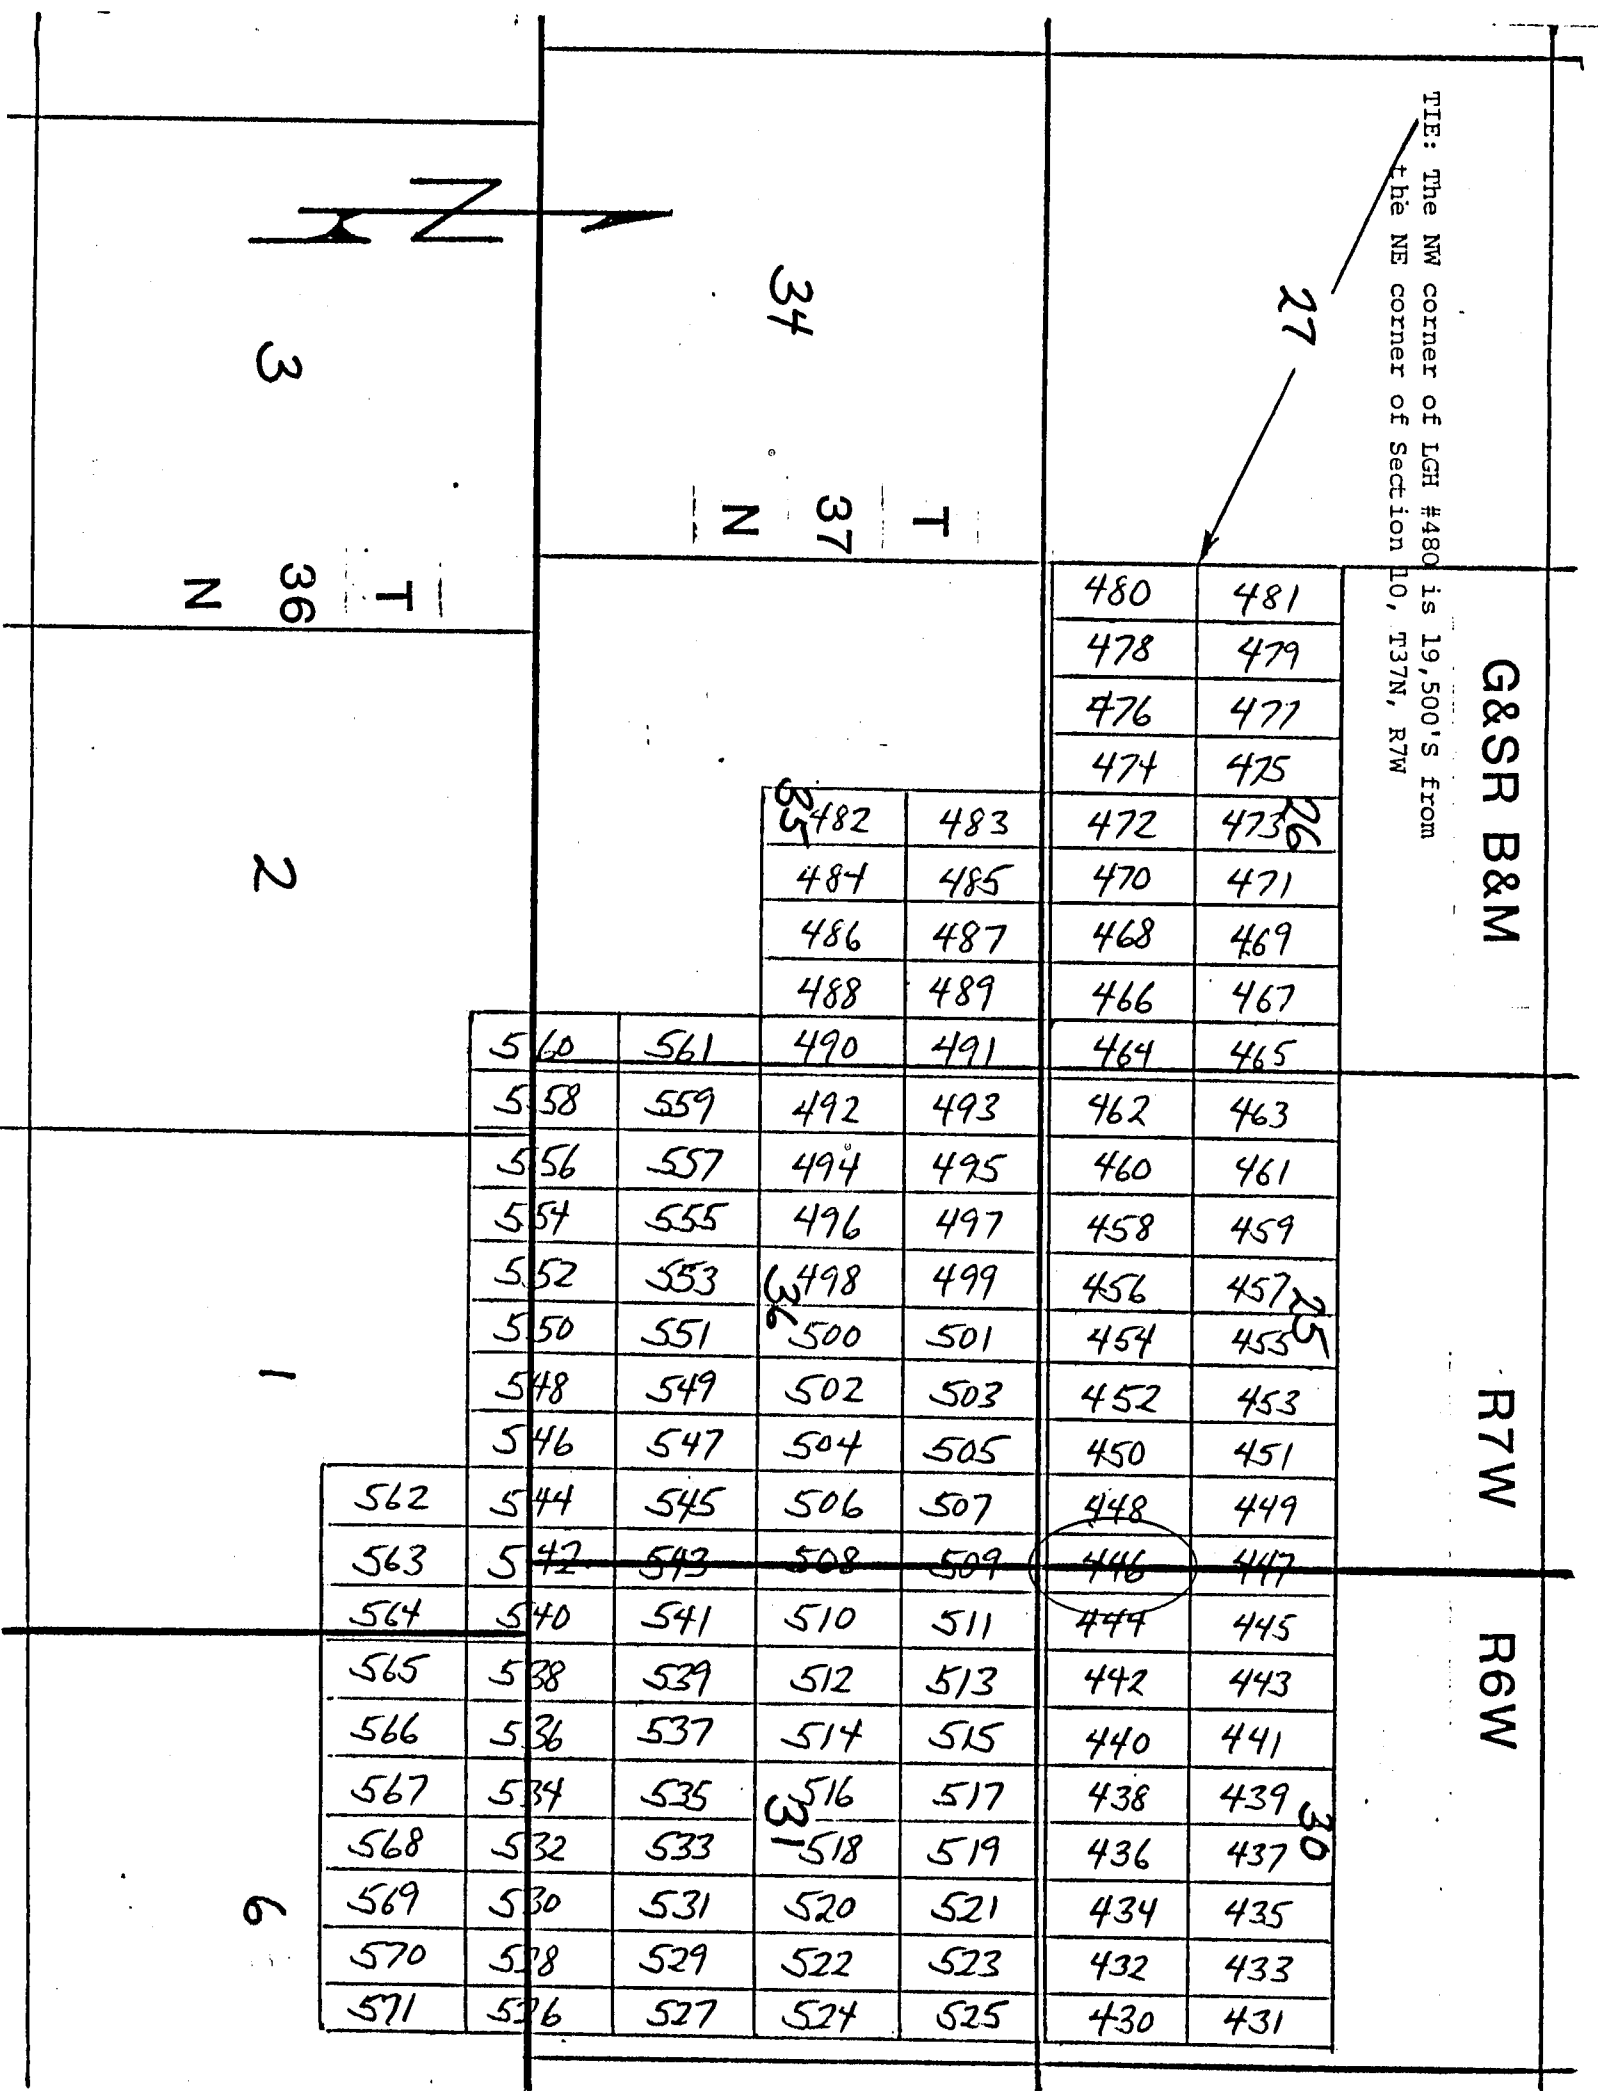 TIE: The NW corner of LGH #480 is 19,500'S from
the NE corner of Section 10, T37N, R7W
G&SR B&M
R7W
R6W
27
34
3
N
T
37
N
T
36
N
26
35
2
25
36
1
30
31
6
480 481
478 479
476 477
474 475
482 483 472 473
484 485 470 471
486 487 468 469
488 489 466 467
560 561 490 491 464 465
558 559 492 493 462 463
556 557 494 495 460 461
554 555 496 497 458 459
552 553 498 499 456 457
550 551 500 501 454 455
548 549 502 503 452 453
546 547 504 505 450 451
562 544 545 506 507 448 449
563 542 543 508 509 446 447
564 540 541 510 511 444 445
565 538 539 512 513 442 443
566 536 537 514 515 440 441
567 534 535 516 517 438 439
568 532 533 518 519 436 437
569 530 531 520 521 434 435
570 528 529 522 523 432 433
571 526 527 524 525 430 431